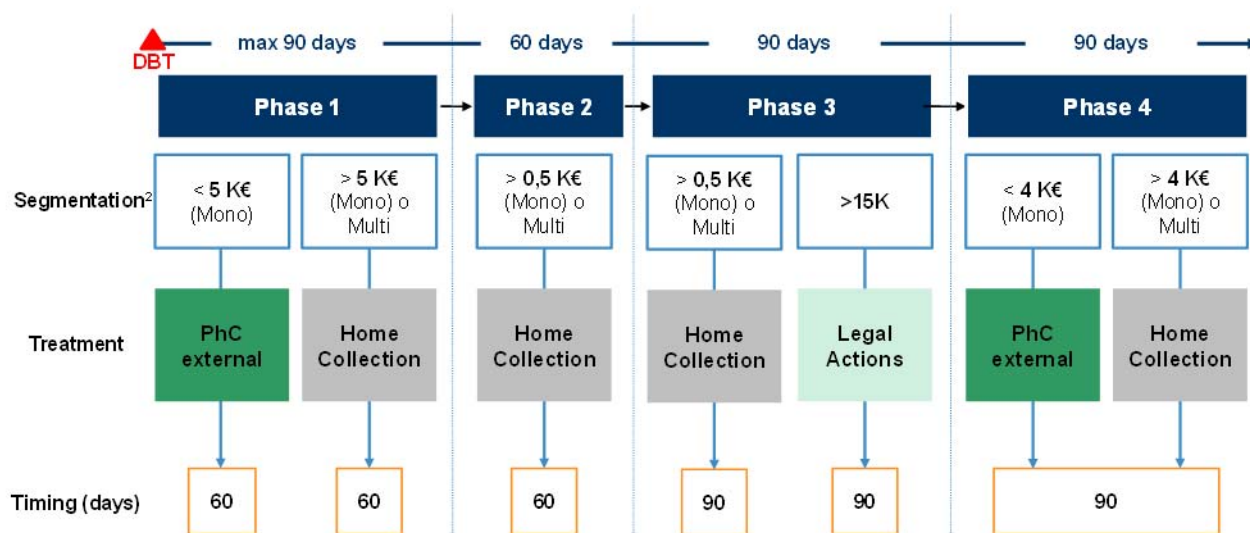 max 90 days
60 days
90 days
90 days
DBT
Phase 1
Phase 2
Phase 3
Phase 4
Segmentation²
< 5 K€
(Mono)
> 5 K€
(Mono) o
Multi
> 0,5 K€
(Mono) o
Multi
> 0,5 K€
(Mono) o
Multi
>15K
< 4 K€
(Mono)
> 4 K€
(Mono) o
Multi
Treatment
PhC
external
Home
Collection
Home
Collection
Home
Collection
Legal
Actions
PhC
external
Home
Collection
Timing (days)
60
60
60
90
90
90